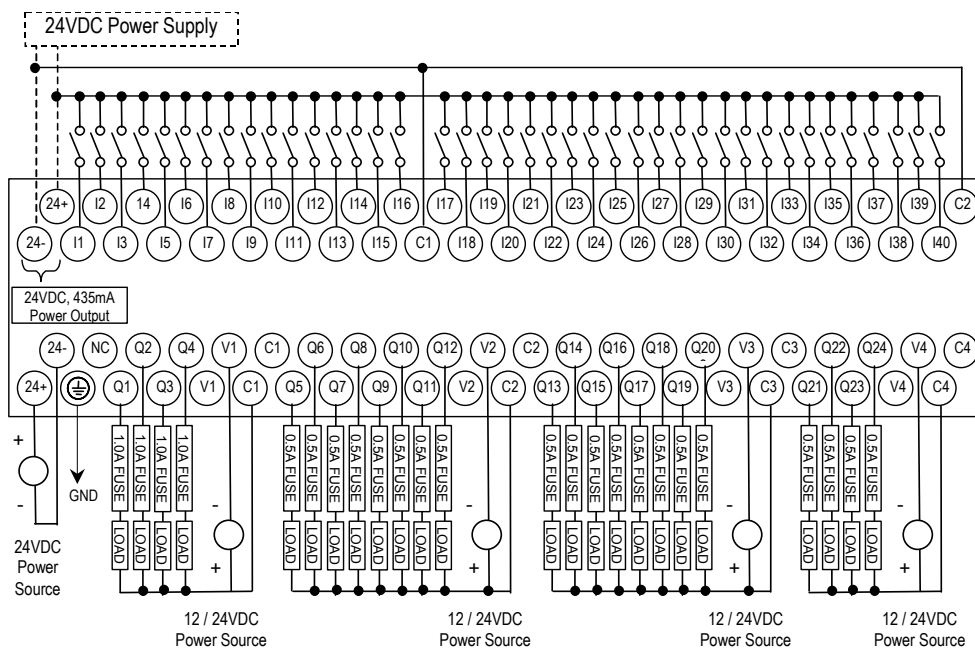 24VDC Power Supply
24+ I2 14 I6 I8 I10 I12 I14 I16 I17 I19 I21 I23 I25 I27 I29 I31 I33 I35 I37 I39 C2
24- I1 I3 I5 I7 I9 I11 I13 I15 C1 I18 I20 I22 I24 I26 I28 I30 I32 I34 I36 I38 I40
24VDC, 435mA
Power Output
24- NC Q2 Q4 V1 C1 Q6 Q8 Q10 Q12 V2 C2 Q14 Q16 Q18 Q20 V3 C3 Q22 Q24 V4 C4
24+ Q1 Q3 V1 C1 Q5 Q7 Q9 Q11 V2 C2 Q13 Q15 Q17 Q19 V3 C3 Q21 Q23 V4 C4
+
-
GND
24VDC
Power
Source
1.0A FUSE 1.0A FUSE 1.0A FUSE 1.0A FUSE
LOAD LOAD LOAD LOAD
-
+
12 / 24VDC
Power Source
0.5A FUSE 0.5A FUSE 0.5A FUSE 0.5A FUSE 0.5A FUSE 0.5A FUSE 0.5A FUSE 0.5A FUSE
LOAD LOAD LOAD LOAD LOAD LOAD LOAD LOAD
-
+
12 / 24VDC
Power Source
0.5A FUSE 0.5A FUSE 0.5A FUSE 0.5A FUSE 0.5A FUSE 0.5A FUSE 0.5A FUSE 0.5A FUSE
LOAD LOAD LOAD LOAD LOAD LOAD LOAD LOAD
-
+
12 / 24VDC
Power Source
0.5A FUSE 0.5A FUSE 0.5A FUSE 0.5A FUSE
LOAD LOAD LOAD LOAD
-
+
12 / 24VDC
Power Source